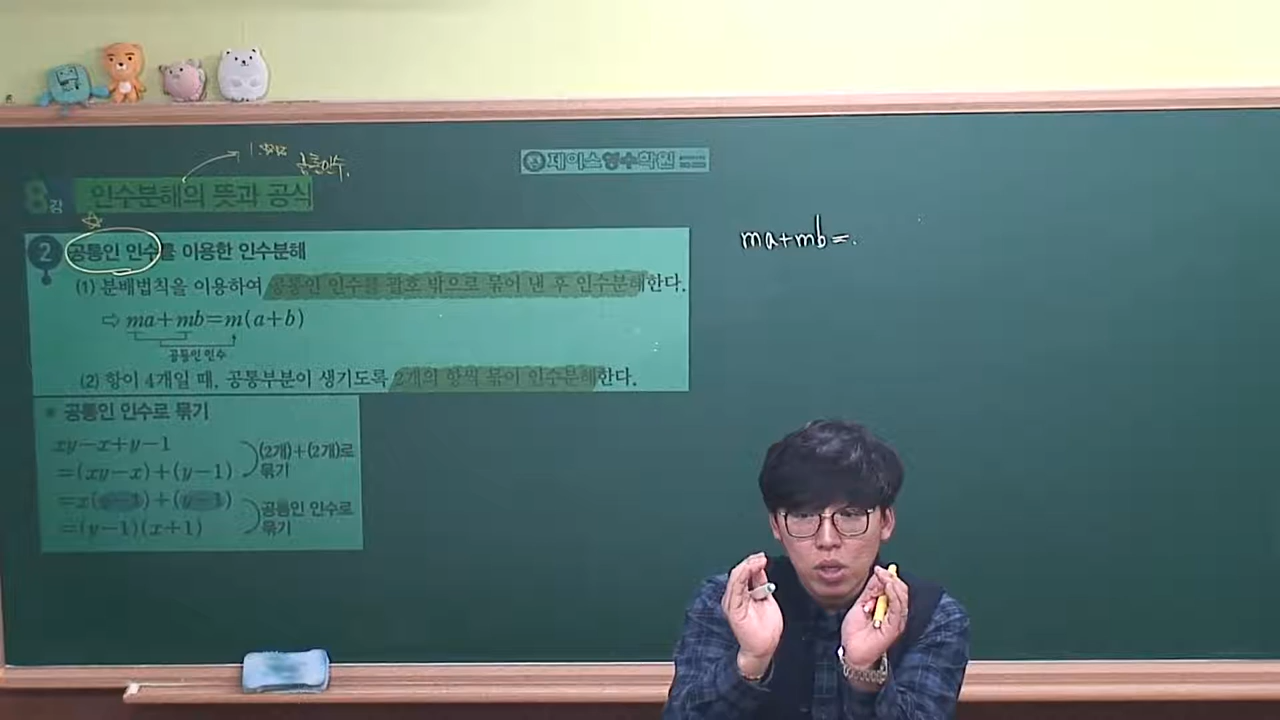 공통인수.
제이스영수학원
8강 인수분해의 뜻과 공식
2 공통인 인수를 이용한 인수분해
(1) 분배법칙을 이용하여 공통인 인수를 괄호 밖으로 묶어 낸 후 인수분해한다.
⇨ ma+mb=m(a+b)
공통인 인수
(2) 항이 4개일 때, 공통부분이 생기도록 2개의 항씩 묶어 인수분해한다.
공통인 인수로 묶기
xy-x+y-1
=(xy-x)+(y-1)
(2개)+(2개)로
묶기
=x(y-1)+(y-1)
=(y-1)(x+1)
공통인 인수로
묶기
ma+mb=